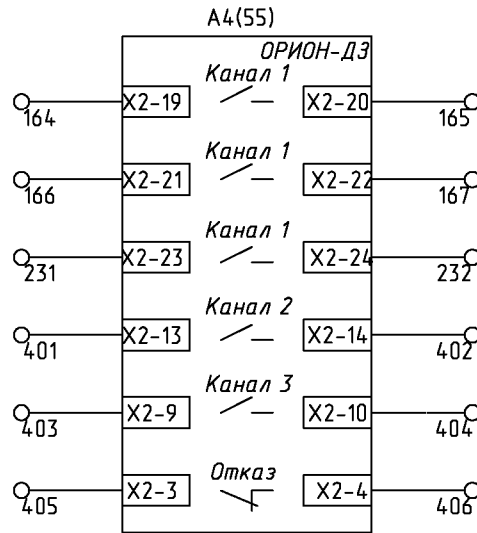 А4(55)
ОРИОН-ДЗ
Канал 1
164 X2-19 X2-20 165
Канал 1
166 X2-21 X2-22 167
Канал 1
231 X2-23 X2-24 232
Канал 2
401 X2-13 X2-14 402
Канал 3
403 X2-9 X2-10 404
Отказ
405 X2-3 X2-4 406